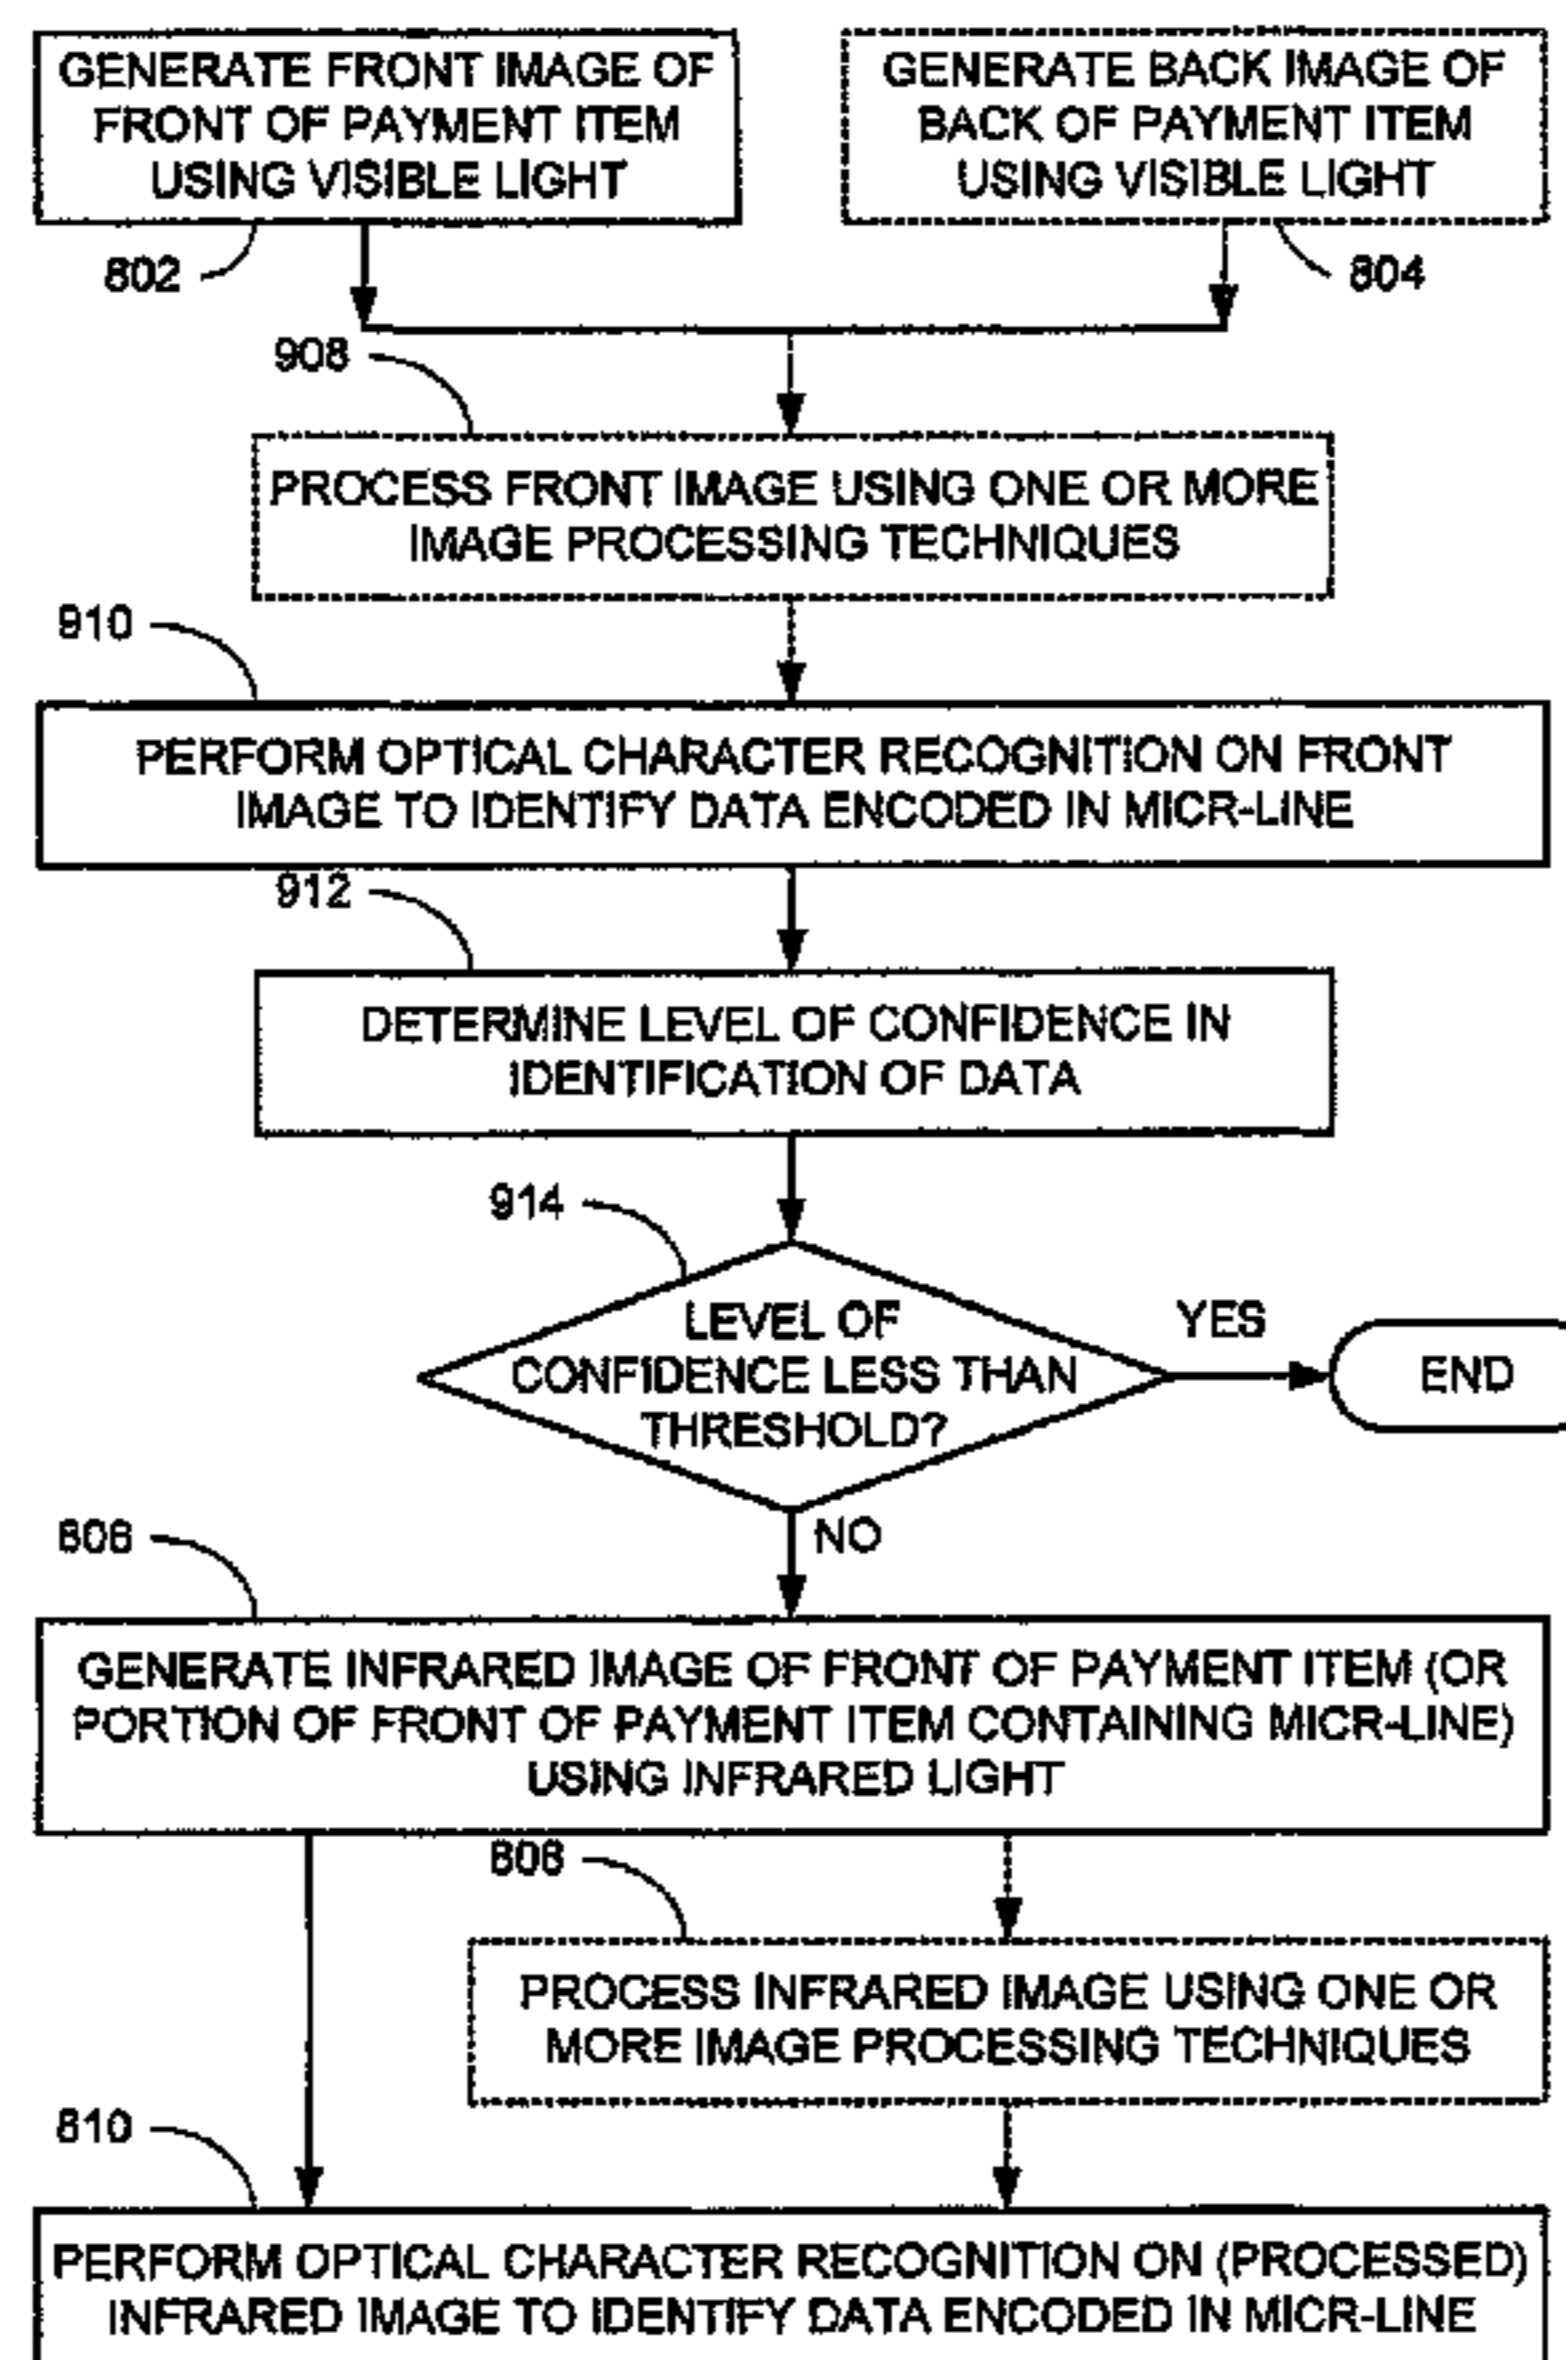 GENERATE FRONT IMAGE OF
FRONT OF PAYMENT ITEM
USING VISIBLE LIGHT
GENERATE BACK IMAGE OF
BACK OF PAYMENT ITEM
USING VISIBLE LIGHT
802
804
908
PROCESS FRONT IMAGE USING ONE OR MORE
IMAGE PROCESSING TECHNIQUES
910
PERFORM OPTICAL CHARACTER RECOGNITION ON FRONT
IMAGE TO IDENTIFY DATA ENCODED IN MICR-LINE
912
DETERMINE LEVEL OF CONFIDENCE IN
IDENTIFICATION OF DATA
914
LEVEL OF
CONFIDENCE LESS THAN
THRESHOLD?
YES
END
NO
806
GENERATE INFRARED IMAGE OF FRONT OF PAYMENT ITEM (OR
PORTION OF FRONT OF PAYMENT ITEM CONTAINING MICR-LINE)
USING INFRARED LIGHT
808
PROCESS INFRARED IMAGE USING ONE OR
MORE IMAGE PROCESSING TECHNIQUES
810
PERFORM OPTICAL CHARACTER RECOGNITION ON (PROCESSED)
INFRARED IMAGE TO IDENTIFY DATA ENCODED IN MICR-LINE